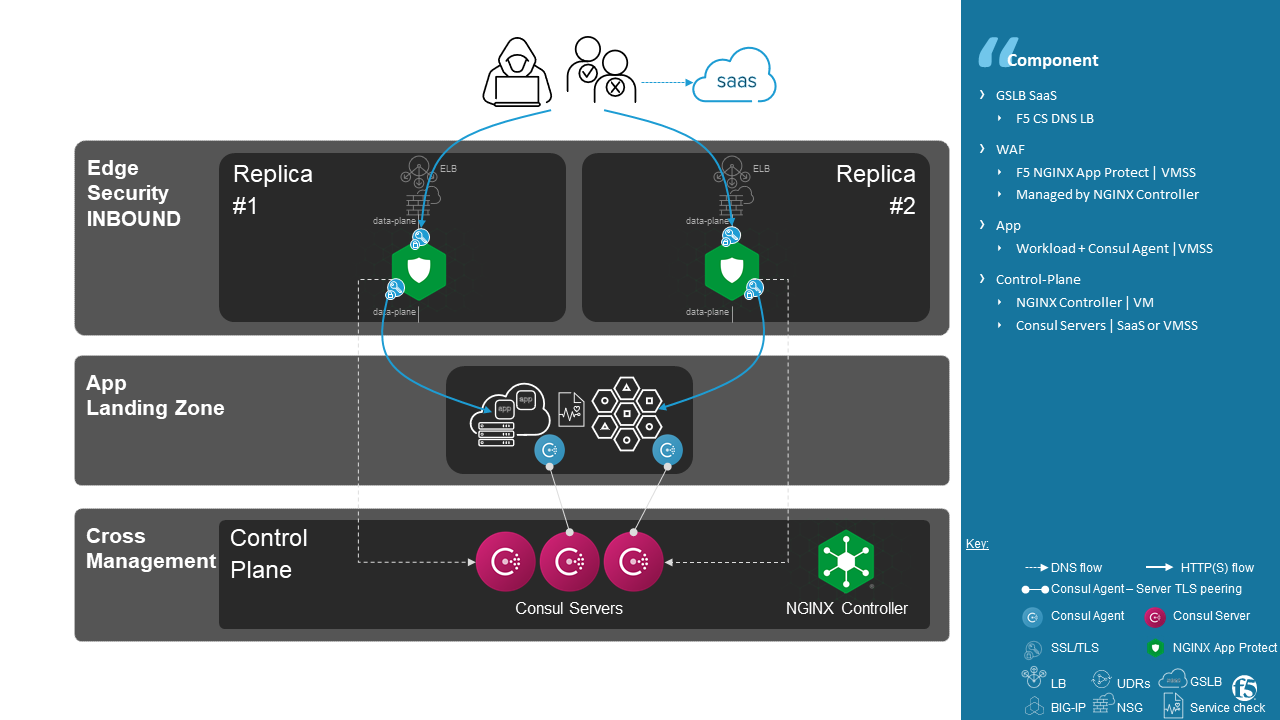 saas
Edge
Security
INBOUND
Replica
#1
ELB
data-plane
data-plane
ELB
Replica
#2
data-plane
data-plane
App
Landing Zone
app
app
Cross
Management
Control
Plane
Consul Servers
NGINX Controller
“Component
GSLB SaaS
F5 CS DNS LB
WAF
F5 NGINX App Protect | VMSS
Managed by NGINX Controller
App
Workload + Consul Agent |VMSS
Control-Plane
NGINX Controller | VM
Consul Servers | SaaS or VMSS
Key:
DNS flow
HTTP(S) flow
Consul Agent – Server TLS peering
Consul Agent
Consul Server
SSL/TLS
NGINX App Protect
LB
UDRs
GSLB
BIG-IP
NSG
Service check
f5